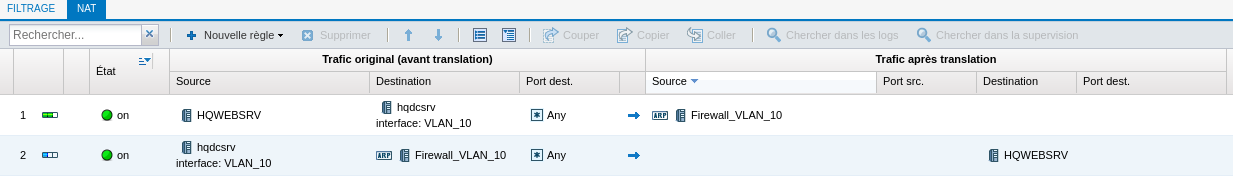 FILTRAGE NAT
Rechercher... Nouvelle règle Supprimer Couper Copier Coller Chercher dans les logs Chercher dans la supervision
Trafic original (avant translation) Trafic après translation
État
Source Destination Port dest. Source Port src. Destination Port dest.
1 on HQWEBSRV hqdcsrv
interface: VLAN_10 Any ARP Firewall_VLAN_10
2 on hqdcsrv
interface: VLAN_10 ARP Firewall_VLAN_10 Any HQWEBSRV